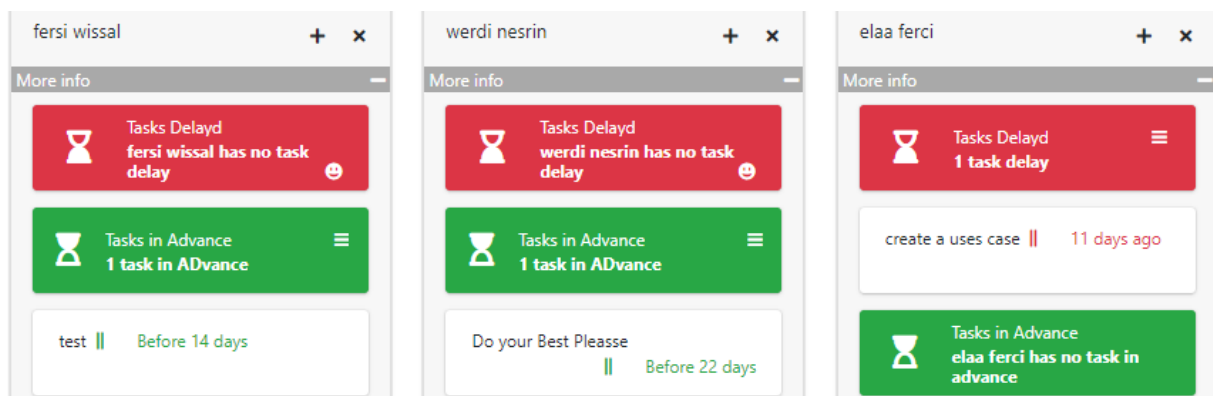 fersi wissal
More info
Tasks Delayd
fersi wissal has no task
delay
Tasks in Advance
1 task in ADvance
test
Before 14 days
werdi nesrin
More info
Tasks Delayd
werdi nesrin has no task
delay
Tasks in Advance
1 task in ADvance
Do your Best Pleasse
Before 22 days
elaa ferci
More info
Tasks Delayd
1 task delay
create a uses case
11 days ago
Tasks in Advance
elaa ferci has no task in
advance